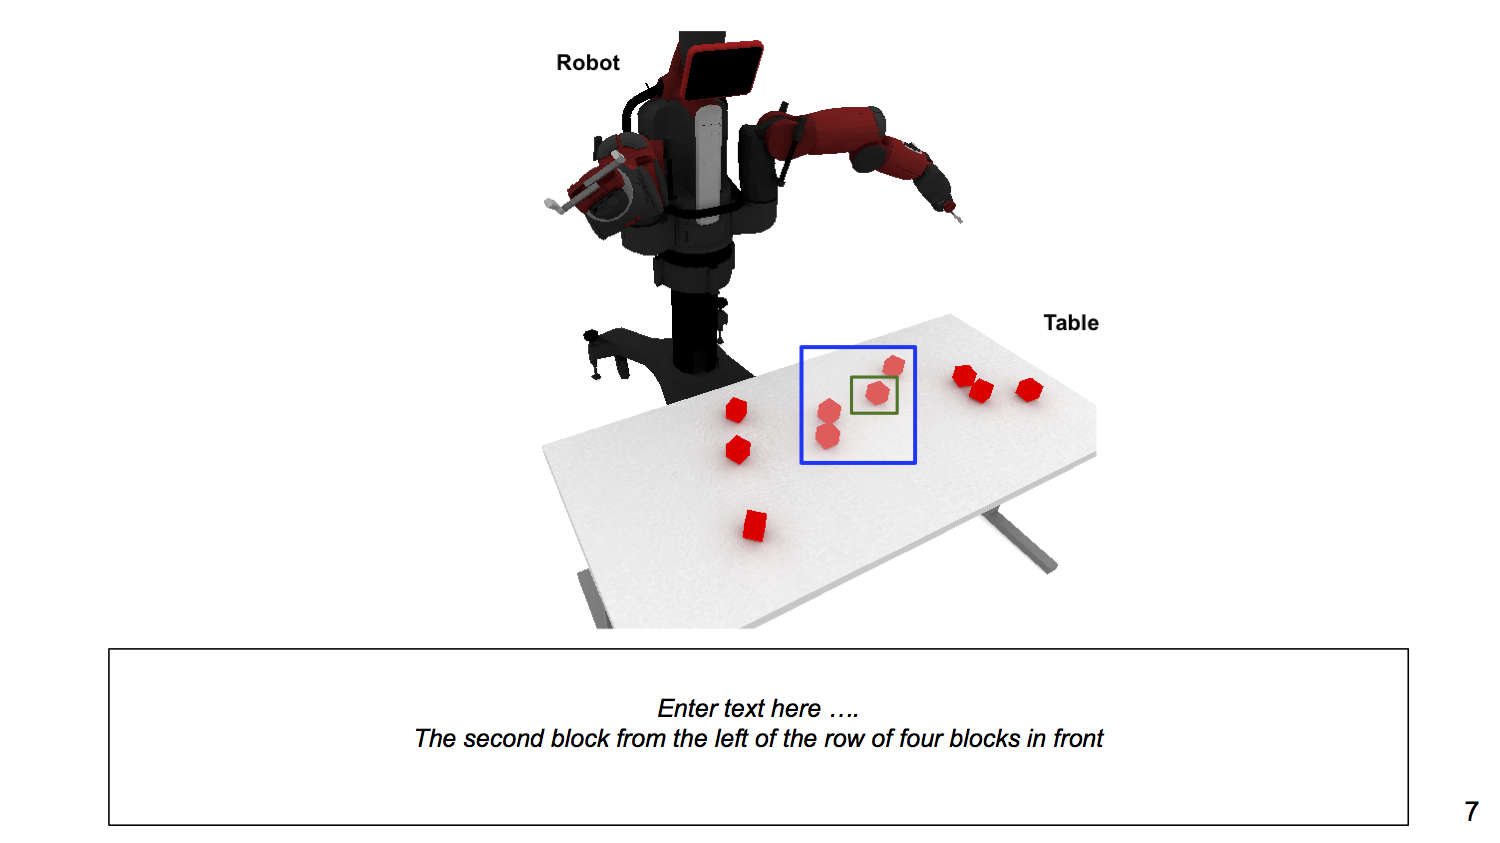 Robot
Table
Enter text here ….
The second block from the left of the row of four blocks in front
7